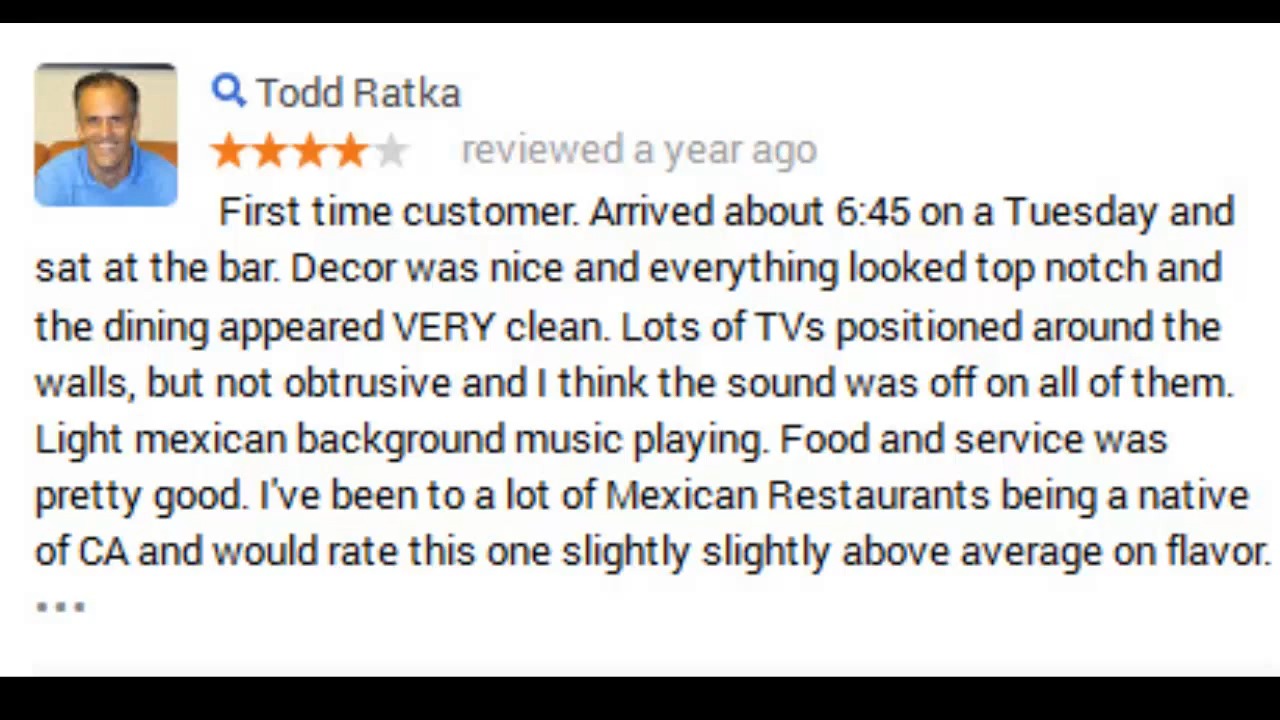 Todd Ratka
reviewed a year ago
First time customer. Arrived about 6:45 on a Tuesday and
sat at the bar. Decor was nice and everything looked top notch and
the dining appeared VERY clean. Lots of TVs positioned around the
walls, but not obtrusive and I think the sound was off on all of them.
Light mexican background music playing. Food and service was
pretty good. I've been to a lot of Mexican Restaurants being a native
of CA and would rate this one slightly slightly above average on flavor.
...